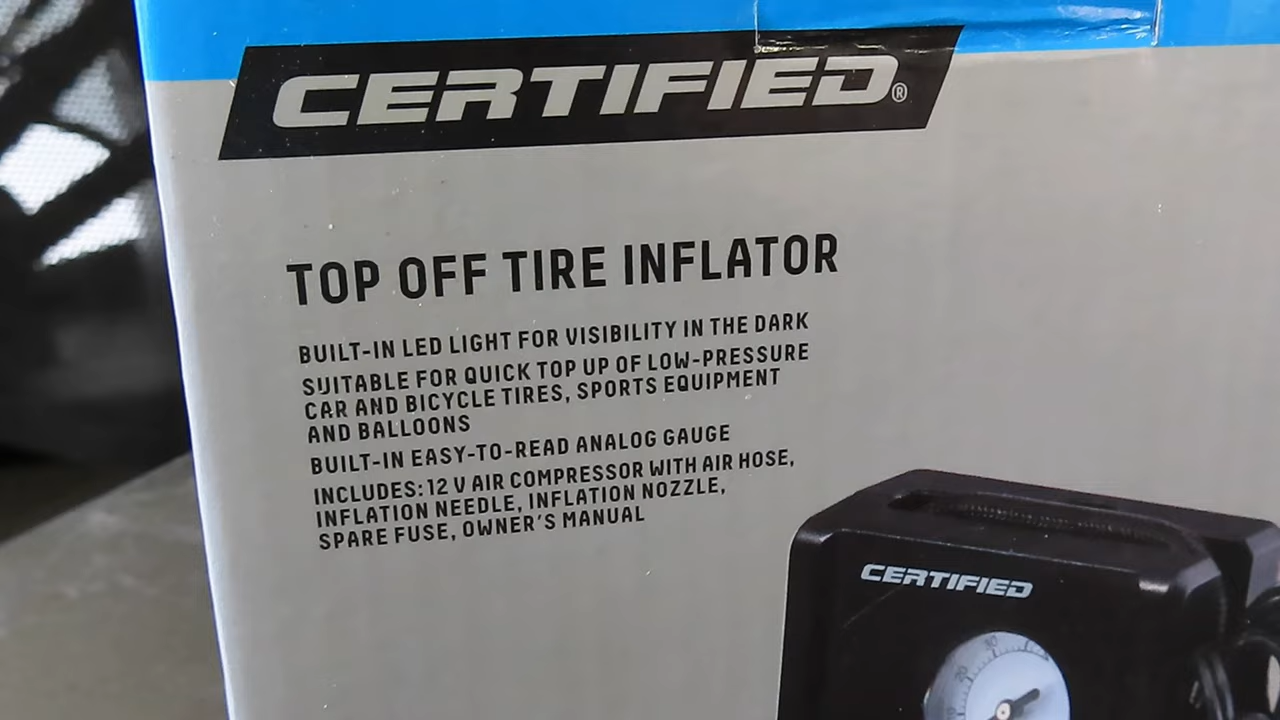 CERTIFIED®
TOP OFF TIRE INFLATOR
BUILT-IN LED LIGHT FOR VISIBILITY IN THE DARK
SUITABLE FOR QUICK TOP UP OF LOW-PRESSURE
CAR AND BICYCLE TIRES, SPORTS EQUIPMENT
AND BALLOONS
BUILT-IN EASY-TO-READ ANALOG GAUGE
INCLUDES: 12 V AIR COMPRESSOR WITH AIR HOSE,
INFLATION NEEDLE, INFLATION NOZZLE,
SPARE FUSE, OWNER'S MANUAL
CERTIFIED
30
20